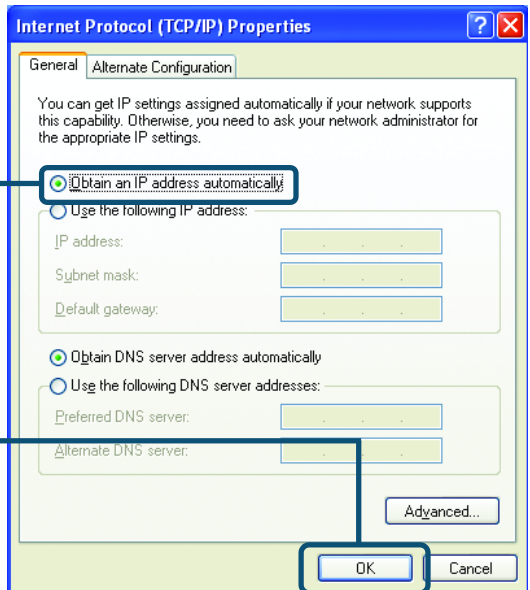 Internet Protocol (TCP/IP) Properties
General
Alternate Configuration
You can get IP settings assigned automatically if your network supports
this capability. Otherwise, you need to ask your network administrator for
the appropriate IP settings.
Obtain an IP address automatically
Use the following IP address:
IP address:
Subnet mask:
Default gateway:
Obtain DNS server address automatically
Use the following DNS server addresses:
Preferred DNS server:
Alternate DNS server:
Advanced...
OK
Cancel